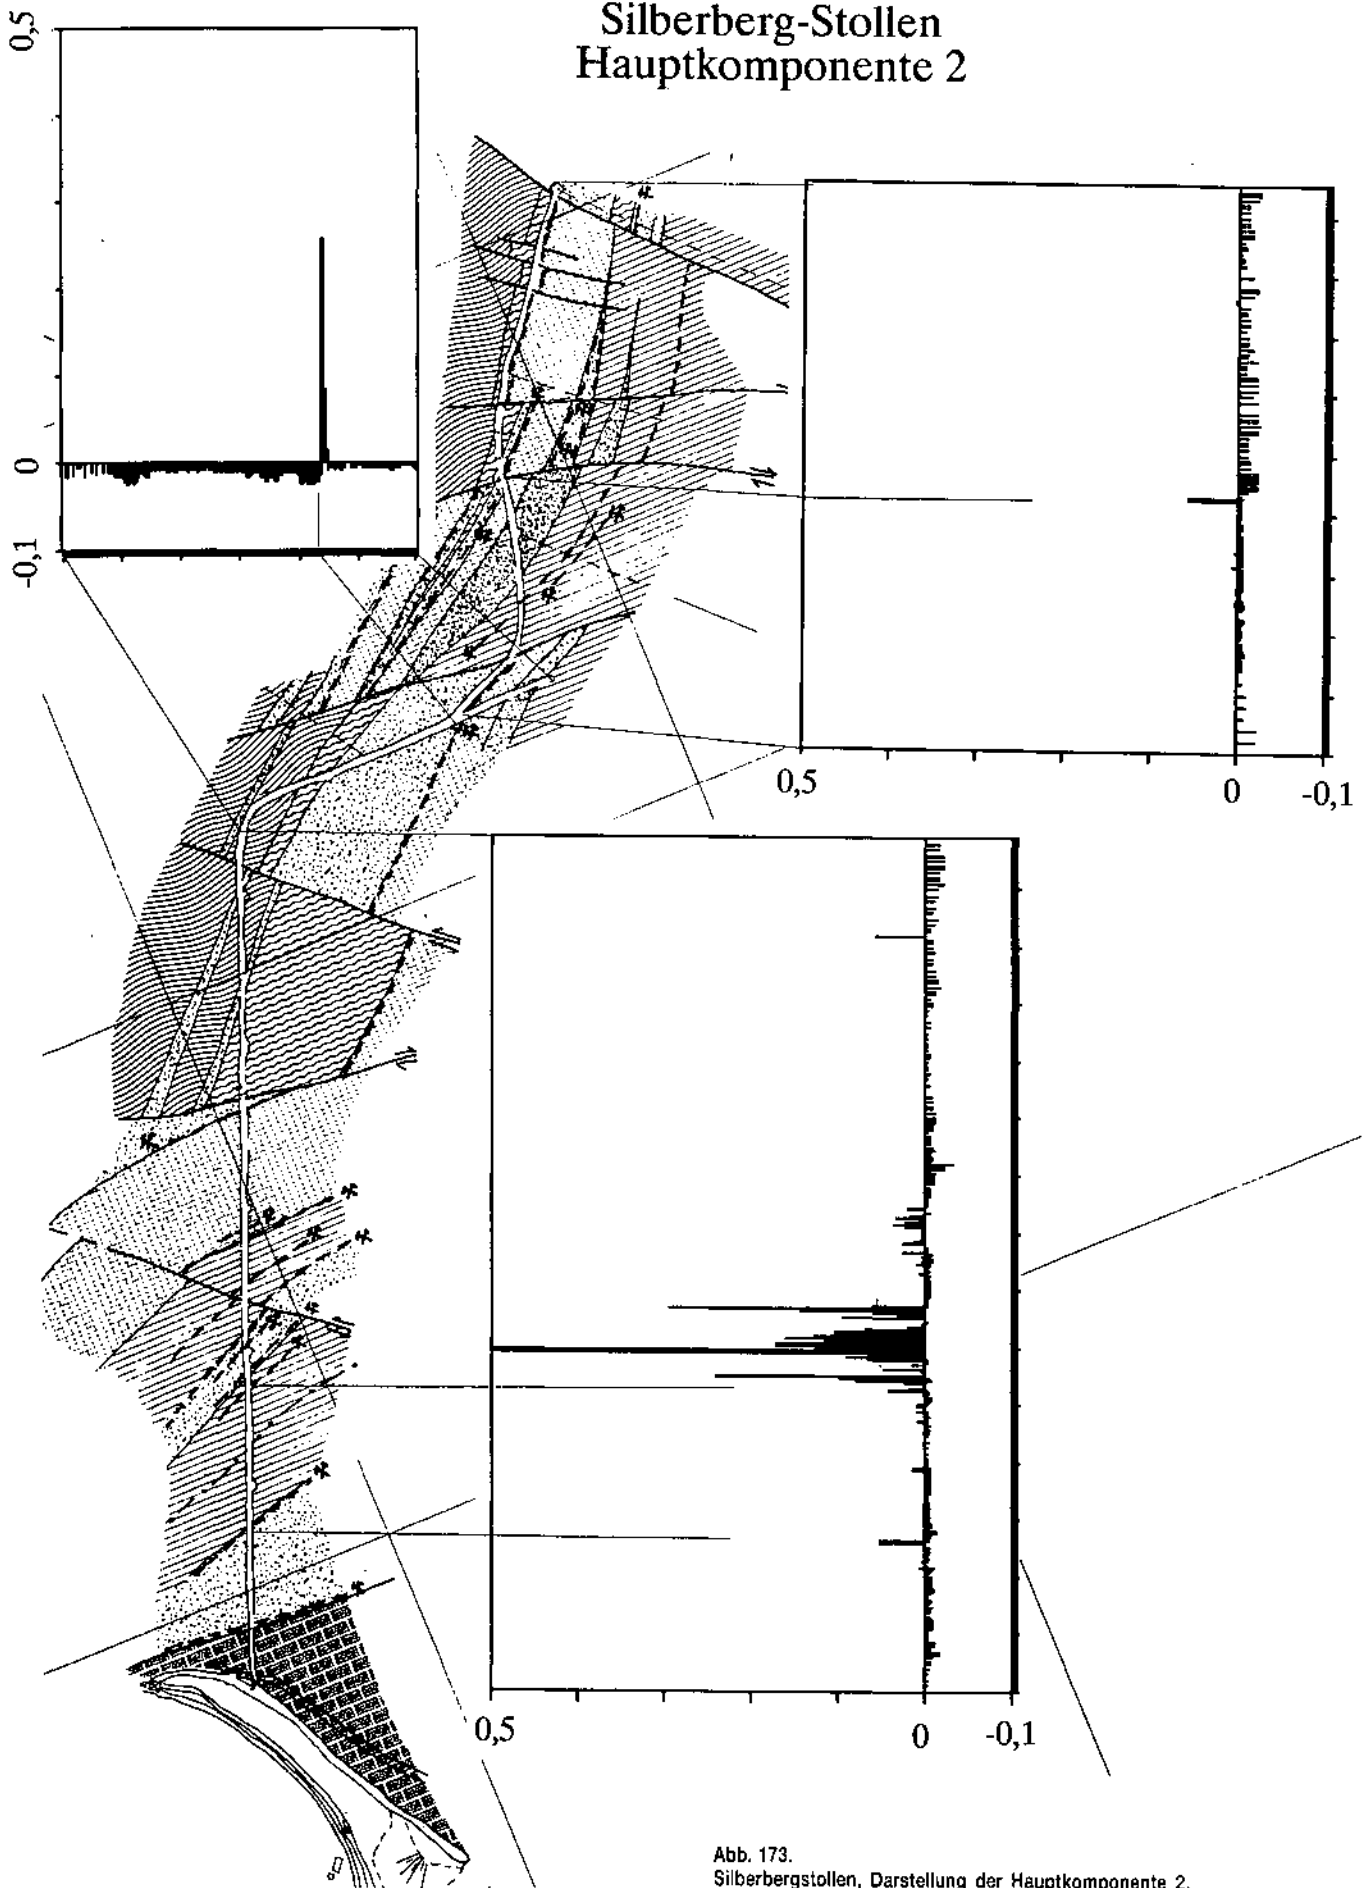 Silberberg-Stollen
Hauptkomponente 2
0,5
0
-0,1
0,5
0
-0,1
0,5
0
-0,1
Abb. 173.
Silberbergstollen, Darstellung der Hauptkomponente 2.